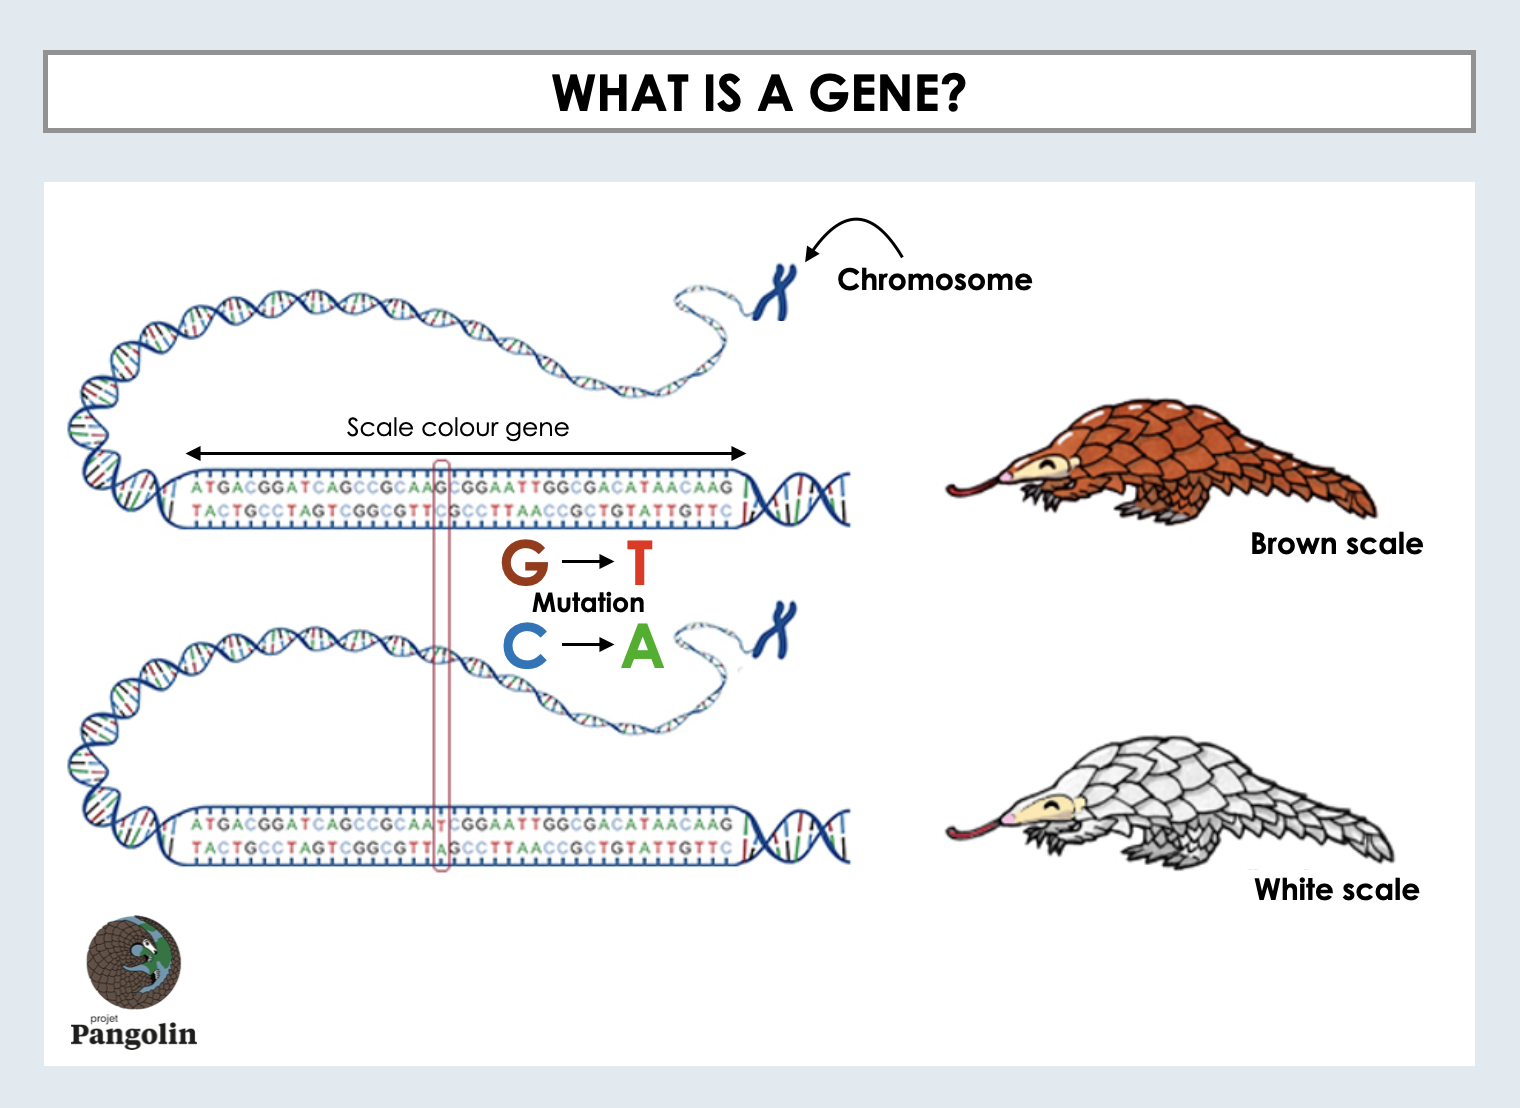 WHAT IS A GENE?
Chromosome
Scale colour gene
ATGACGGATCAGCCGCAAGCGGAATTGGCGACATAACAAG
TACTGCCTAGTCGGCGTTCGCCTTAACCGCTGTATTGTTC
Brown scale
G → T
Mutation
C → A
ATGACGGATCAGCCGCAATCGGAATTGGCGACATAACAAG
TACTGCCTAGTCGGCGTTAGCCTTAACCGCTGTATTGTTC
White scale
projet
Pangolin